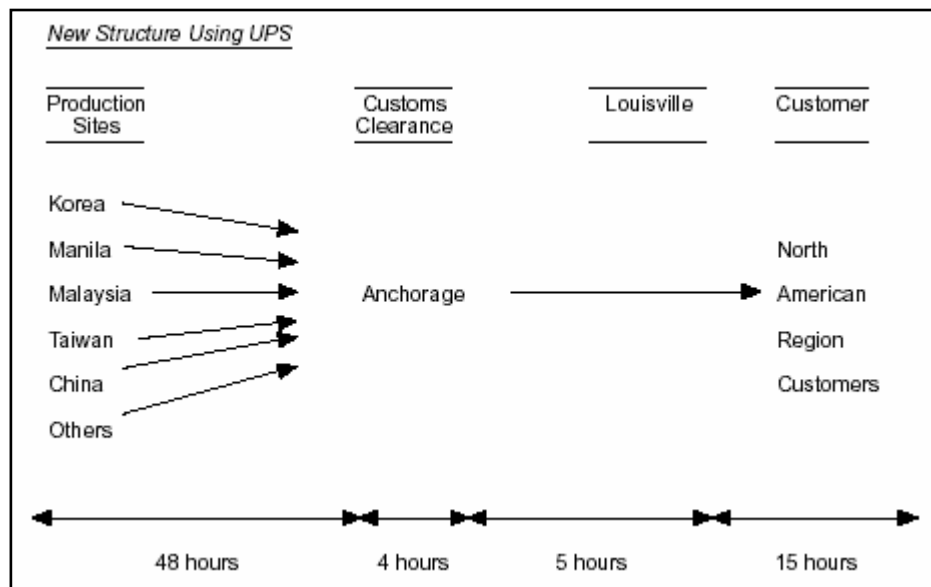 New Structure Using UPS
Production
Sites
Customs
Clearance
Louisville
Customer
Korea
Manila
Malaysia
Taiwan
China
Others
Anchorage
North
American
Region
Customers
48 hours
4 hours
5 hours
15 hours